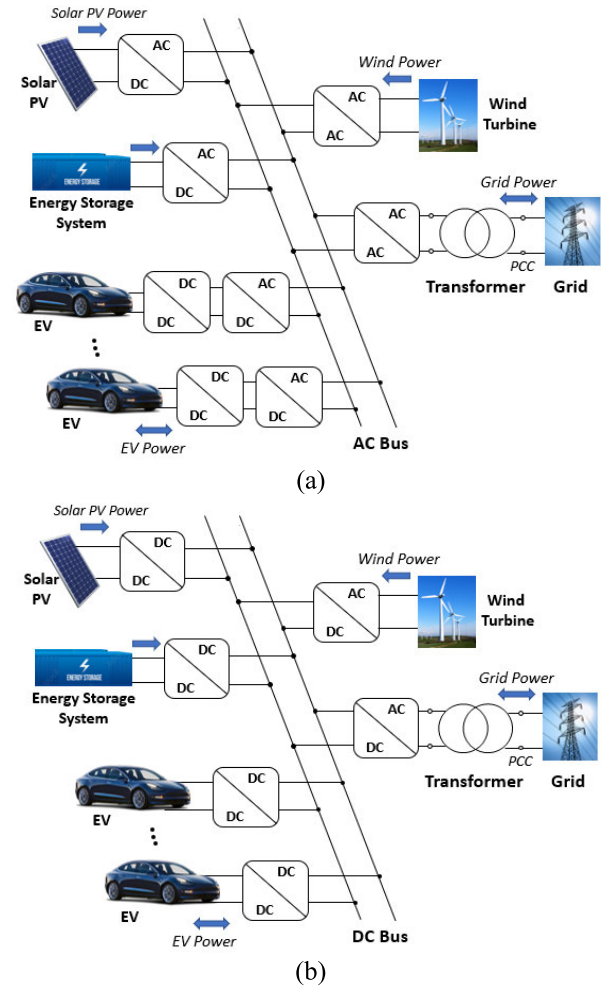 Solar PV Power
AC
DC
Solar
PV
Wind Power
AC
AC
Wind
Turbine
ENERGY STORAGE
AC
DC
Energy Storage
System
Grid Power
AC
AC
PCC
Transformer
Grid
DC
DC
AC
DC
EV
DC
DC
AC
DC
EV
EV Power
AC Bus
(a)
Solar PV Power
DC
DC
Solar
PV
Wind Power
AC
DC
Wind
Turbine
ENERGY STORAGE
DC
DC
Energy Storage
System
Grid Power
AC
DC
PCC
Transformer
Grid
DC
DC
EV
DC
DC
EV
EV Power
DC Bus
(b)